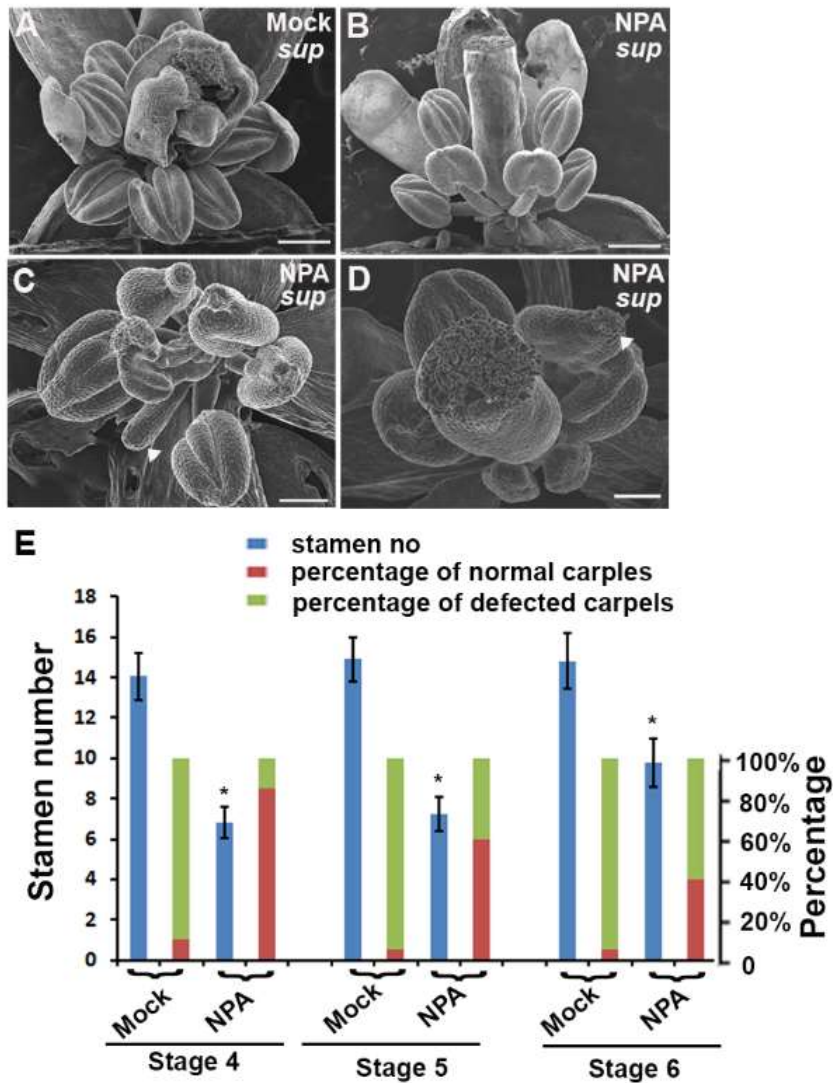 A
Mock
sup
B
NPA
sup
C
NPA
sup
D
NPA
sup
E
stamen no
percentage of normal carples
percentage of defected carpels
Stamen number
18
16
14
12
10
8
6
4
2
0
*
*
*
100%
80%
60%
40%
20%
0
Percentage
Mock
NPA
Mock
NPA
Mock
NPA
Stage 4
Stage 5
Stage 6